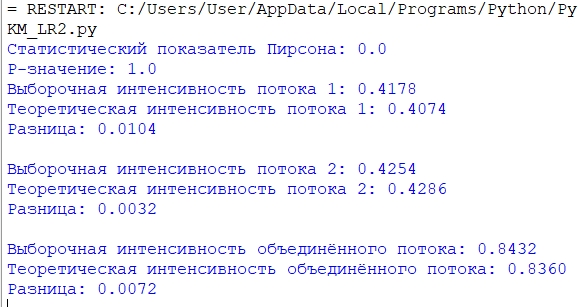 = RESTART: C:/Users/User/AppData/Local/Programs/Python/Py
KM_LR2.py
Статистический показатель Пирсона: 0.0
P-значение: 1.0
Выборочная интенсивность потока 1: 0.4178
Теоретическая интенсивность потока 1: 0.4074
Разница: 0.0104
Выборочная интенсивность потока 2: 0.4254
Теоретическая интенсивность потока 2: 0.4286
Разница: 0.0032
Выборочная интенсивность объединённого потока: 0.8432
Теоретическая интенсивность объединённого потока: 0.8360
Разница: 0.0072